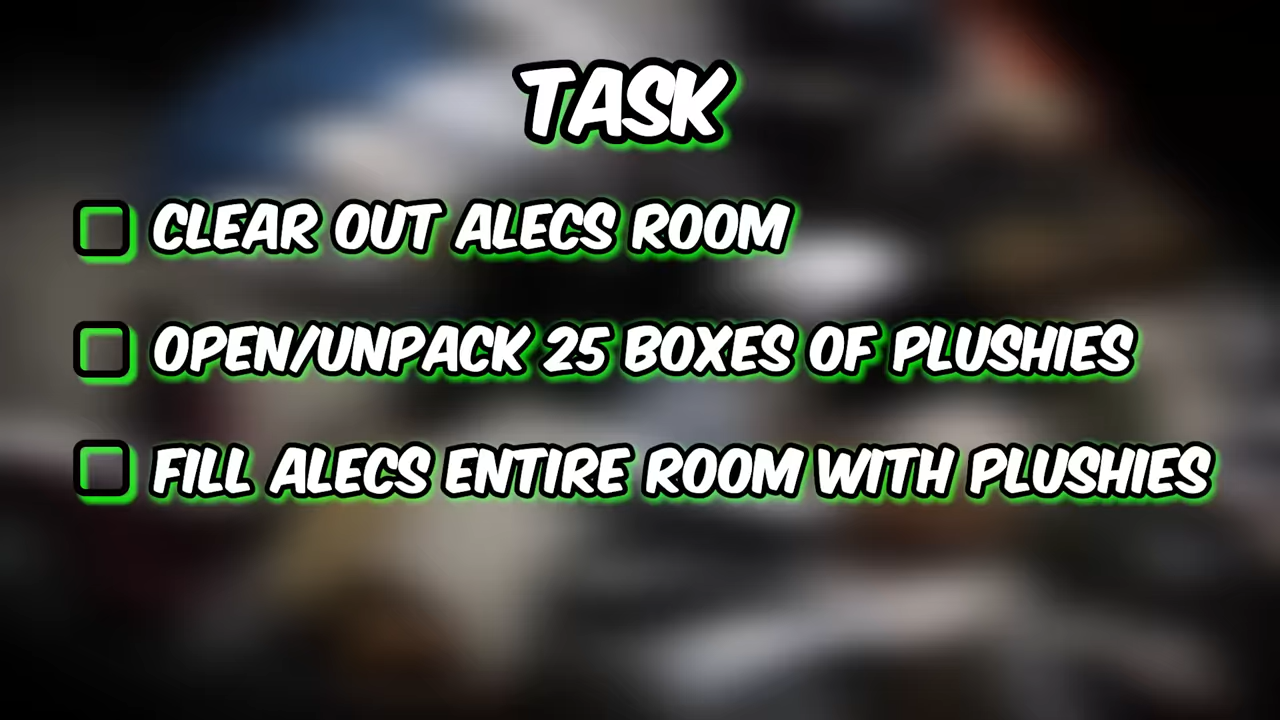 TASK
CLEAR OUT ALECS ROOM
OPEN/UNPACK 25 BOXES OF PLUSHIES
FILL ALECS ENTIRE ROOM WITH PLUSHIES